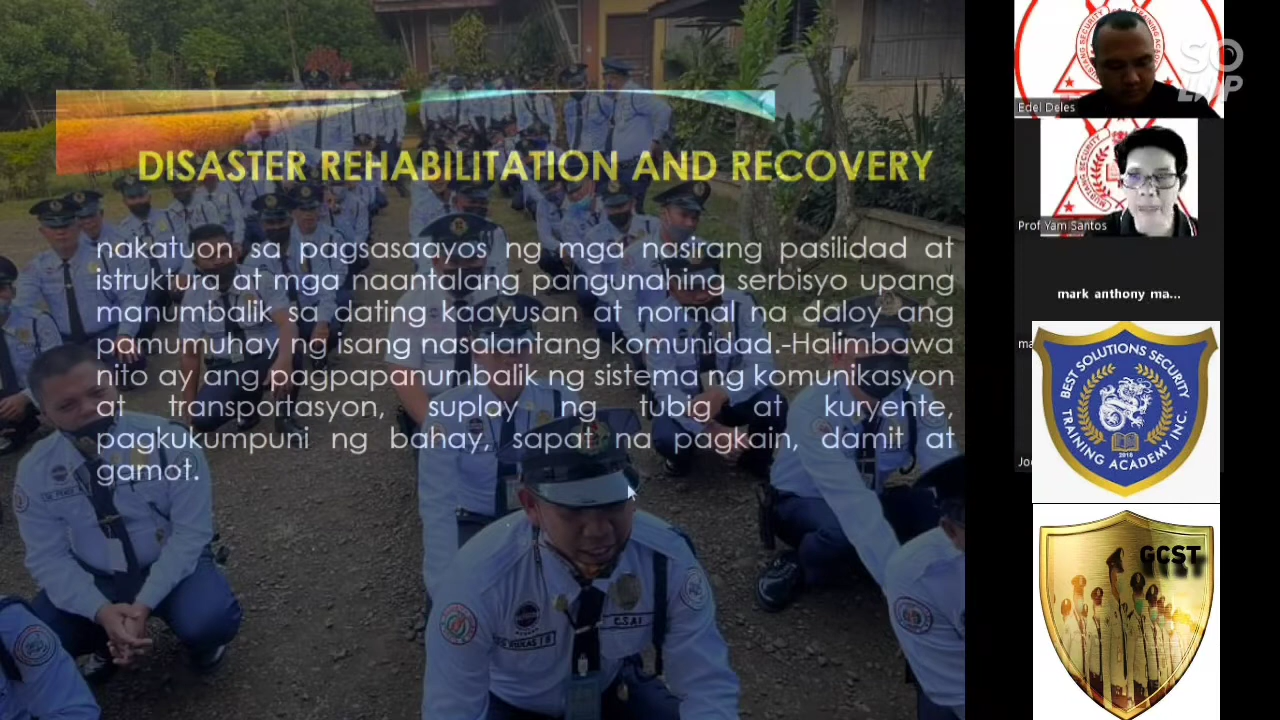 DISASTER REHABILITATION AND RECOVERY
nakatuon sa pagsasaayos ng mga nasirang pasilidad at
istruktura at mga naantalang pangunahing serbisyo upang
manumbalik sa dating kaayusan at normal na daloy ang
pamumuhay ng isang nasalantang komunidad.-Halimbawa
nito ay ang pagpapanumbalik ng sistema ng komunikasyon
at transportasyon, suplay ng tubig at kuryente,
pagkukumpuni ng bahay, sapat na pagkain, damit at
gamot.
CSAI
SO
Edel Deles
Prof Yam Santos
mark anthony ma...
BEST SOLUTIONS SECURITY
TRAINING ACADEMY INC.
2018
GCST